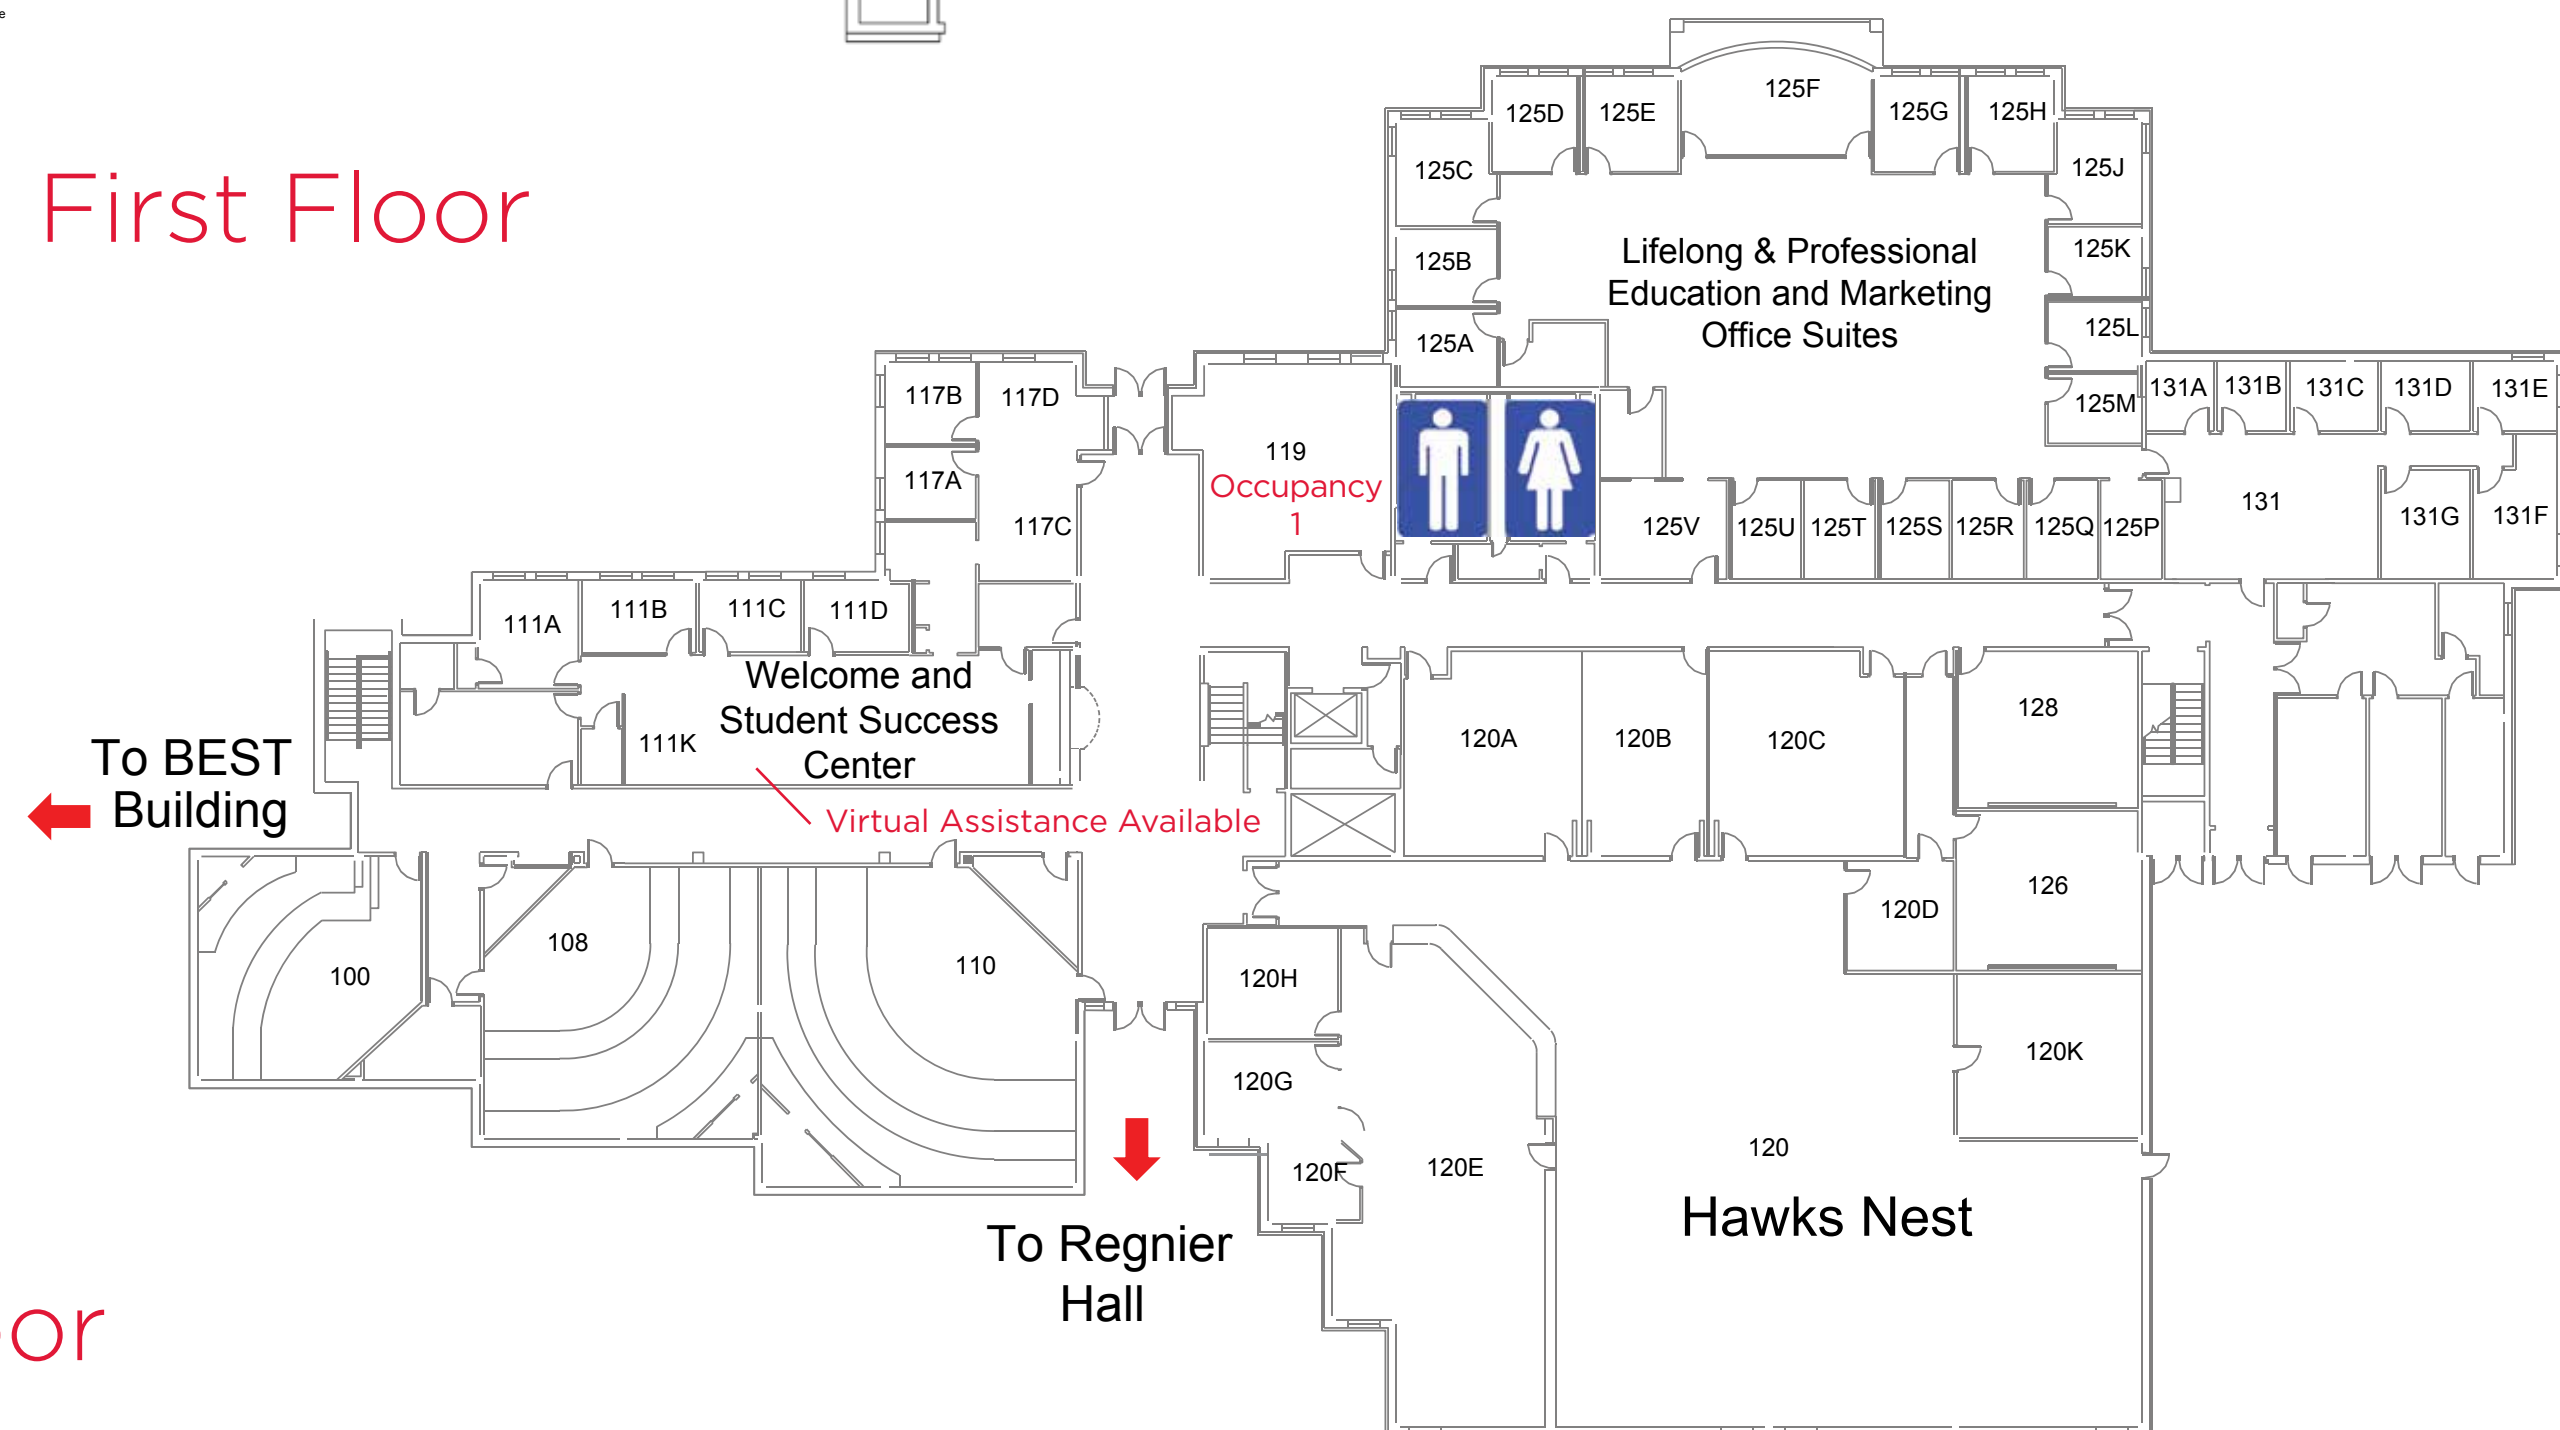 e
First Floor
125D
125E
125F
125G
125H
125C
125J
125B
125K
125A
125L
125M
Lifelong & Professional
Education and Marketing
Office Suites
117B
117D
117A
117C
119
Occupancy
1
131A
131B
131C
131D
131E
125V
125U
125T
125S
125R
125Q
125P
131
131G
131F
111A
111B
111C
111D
Welcome and
Student Success
Center
111K
Virtual Assistance Available
To BEST
Building
120A
120B
120C
128
126
120D
100
108
110
120H
120G
120F
120E
120K
120
Hawks Nest
To Regnier
Hall
or